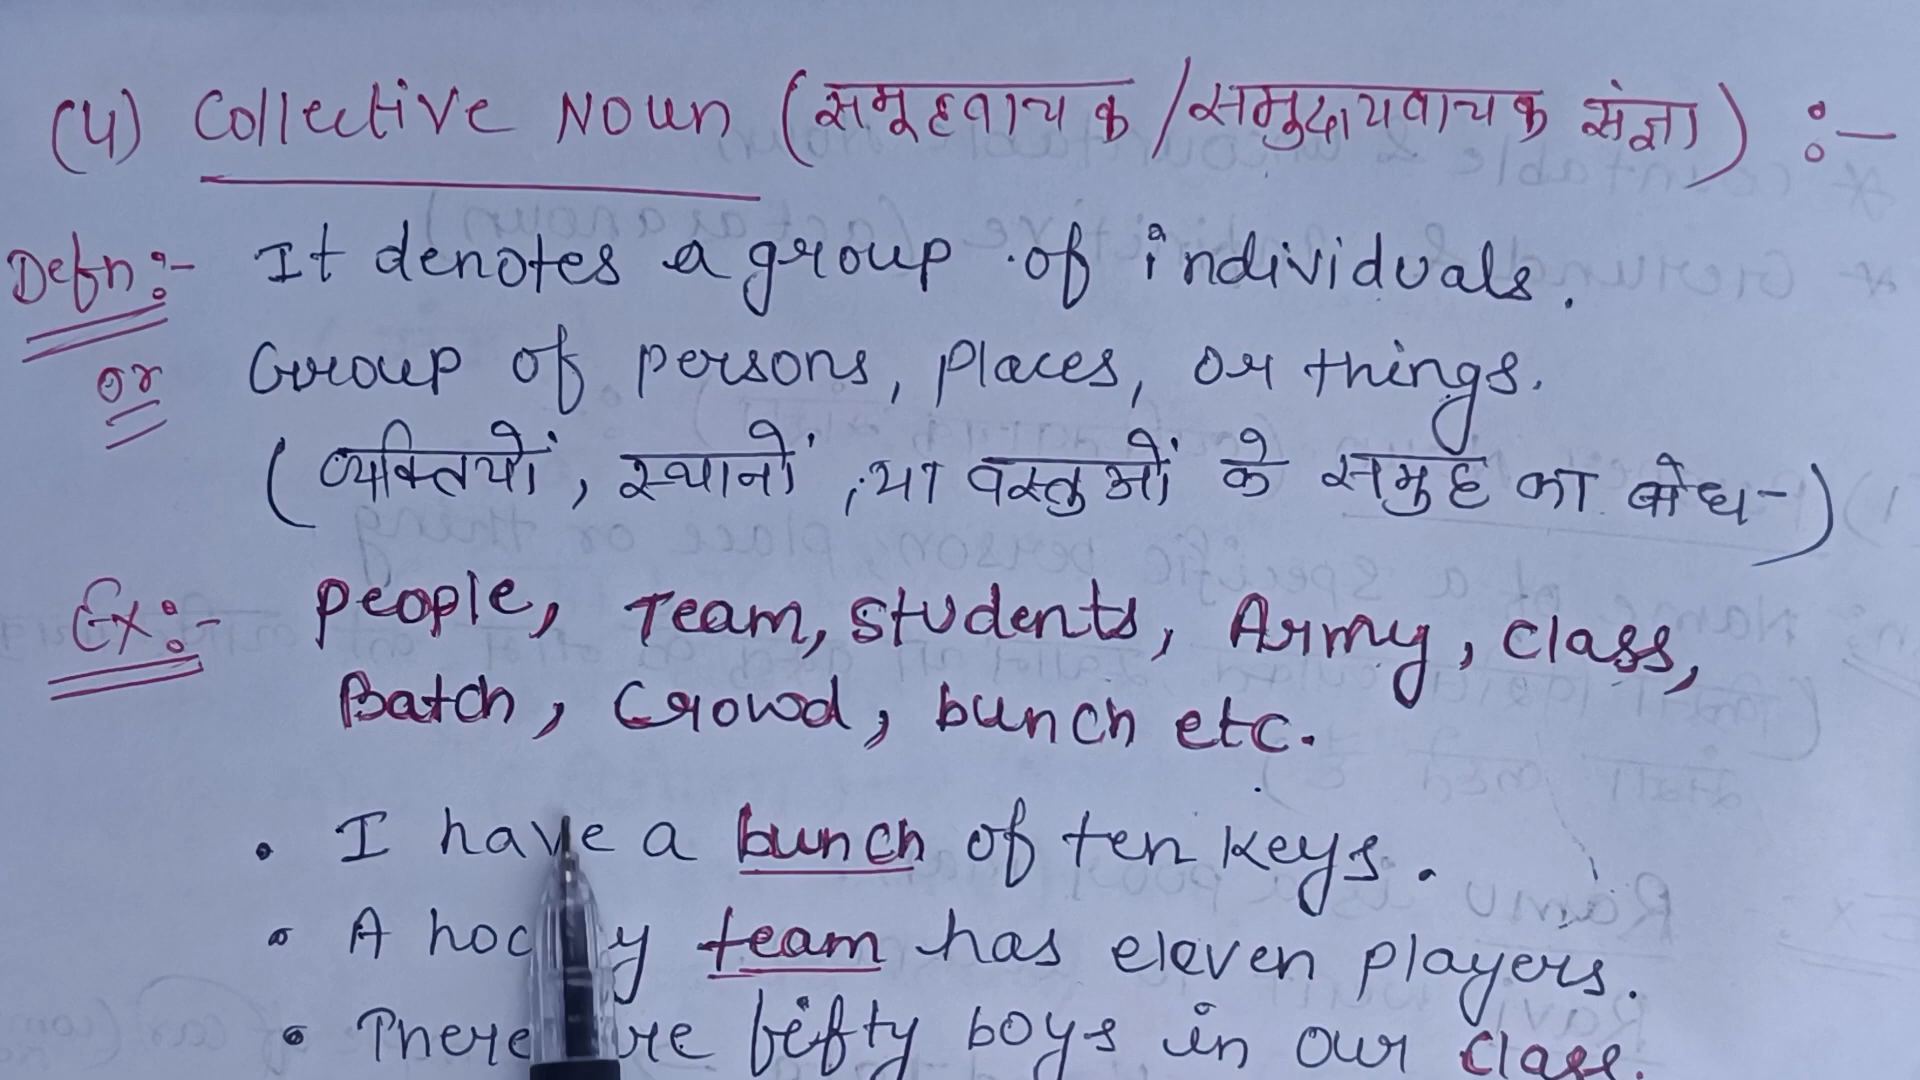 (4) Collective Noun (समूहवाचक/समुदायवाचक संज्ञा) :-
Defn :- It denotes a group of individuals.
or Group of persons, places, or things.
(व्यक्तियों, स्थानों, या वस्तुओं के समुह का बोध-)
Ex :- People, Team, students, Army, class,
Batch, Crowd, bunch etc.
• I have a bunch of ten keys.
• A hockey team has eleven players.
• There are fifty boys in our class.